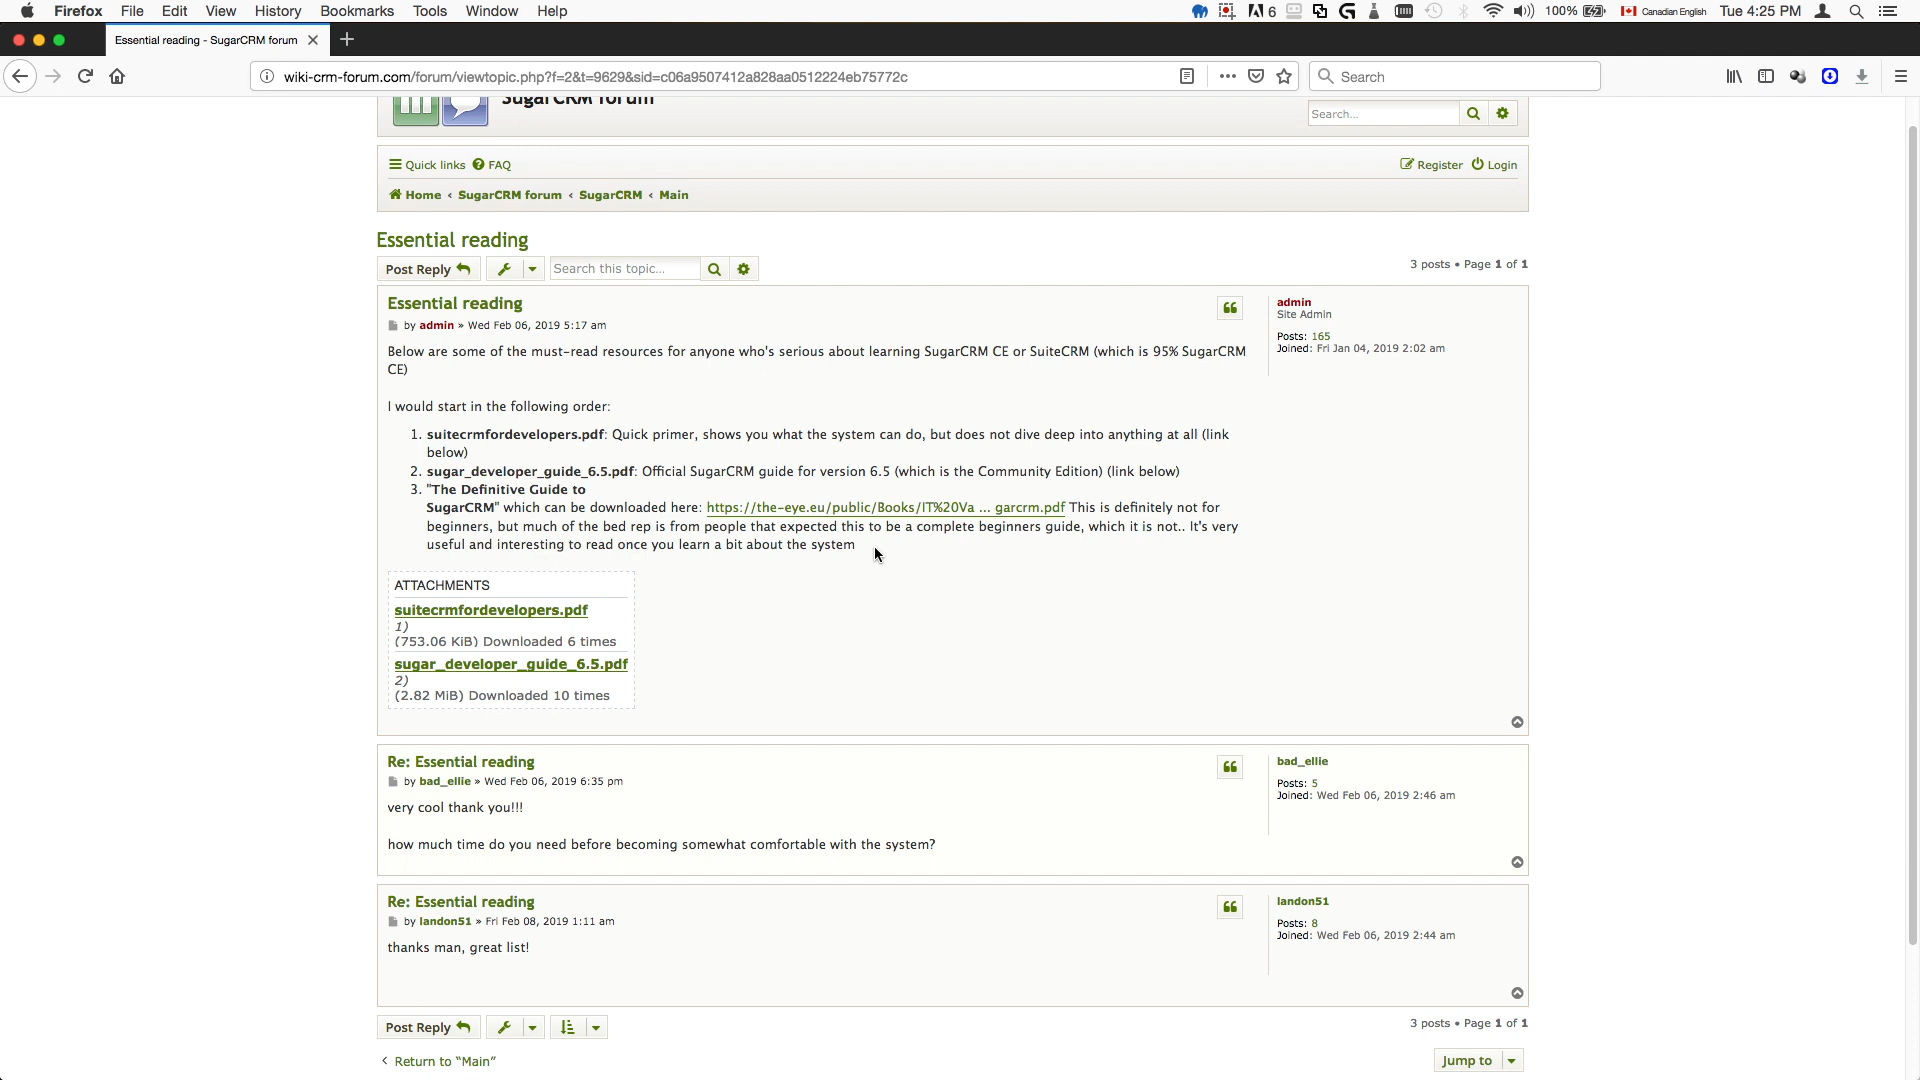 Firefox File Edit View History Bookmarks Tools Window Help 6 100% Canadian English Tue 4:25 PM
Essential reading - SugarCRM forum
wiki-crm-forum.com/forum/viewtopic.php?f=2&t=9629&sid=c06a9507412a828aa0512224eb75772c Search
SugarCRM forum
Search...
Quick links FAQ Register Login
Home ‹ SugarCRM forum ‹ SugarCRM ‹ Main
Essential reading
Post Reply Search this topic... 3 posts • Page 1 of 1
Essential reading
by admin » Wed Feb 06, 2019 5:17 am
admin
Site Admin
Posts: 165
Joined: Fri Jan 04, 2019 2:02 am
Below are some of the must-read resources for anyone who's serious about learning SugarCRM CE or SuiteCRM (which is 95% SugarCRM
CE)
I would start in the following order:
1. suitecrmfordevelopers.pdf: Quick primer, shows you what the system can do, but does not dive deep into anything at all (link
below)
2. sugar_developer_guide_6.5.pdf: Official SugarCRM guide for version 6.5 (which is the Community Edition) (link below)
3. "The Definitive Guide to
SugarCRM" which can be downloaded here: https://the-eye.eu/public/Books/IT%20Va ... garcrm.pdf This is definitely not for
beginners, but much of the bed rep is from people that expected this to be a complete beginners guide, which it is not.. It's very
useful and interesting to read once you learn a bit about the system
ATTACHMENTS
suitecrmfordevelopers.pdf
1)
(753.06 KiB) Downloaded 6 times
sugar_developer_guide_6.5.pdf
2)
(2.82 MiB) Downloaded 10 times
Re: Essential reading
by bad_ellie » Wed Feb 06, 2019 6:35 pm
bad_ellie
Posts: 5
Joined: Wed Feb 06, 2019 2:46 am
very cool thank you!!!
how much time do you need before becoming somewhat comfortable with the system?
Re: Essential reading
by landon51 » Fri Feb 08, 2019 1:11 am
landon51
Posts: 8
Joined: Wed Feb 06, 2019 2:44 am
thanks man, great list!
Post Reply 3 posts • Page 1 of 1
‹ Return to "Main" Jump to